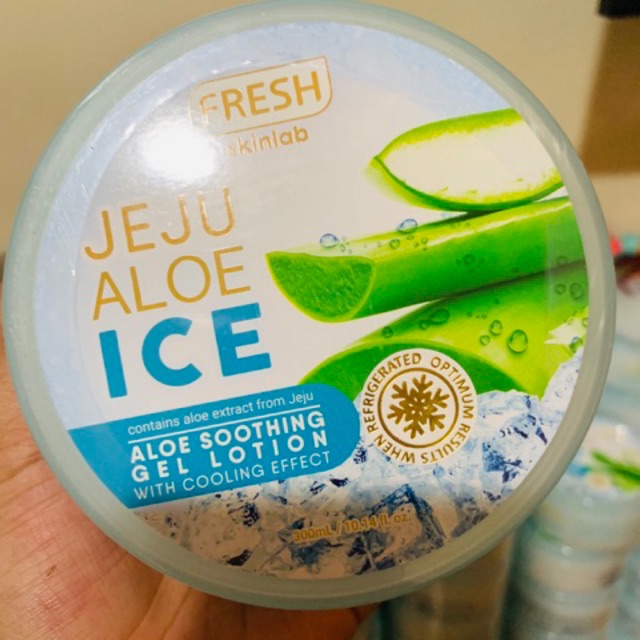 FRESH
skinlab
JEJU
ALOE
ICE
contains aloe extract from Jeju
ALOE SOOTHING
GEL LOTION
WITH COOLING EFFECT
OPTIMUM RESULTS WHEN REFRIGERATED
300mL / 10.14 fl. oz.